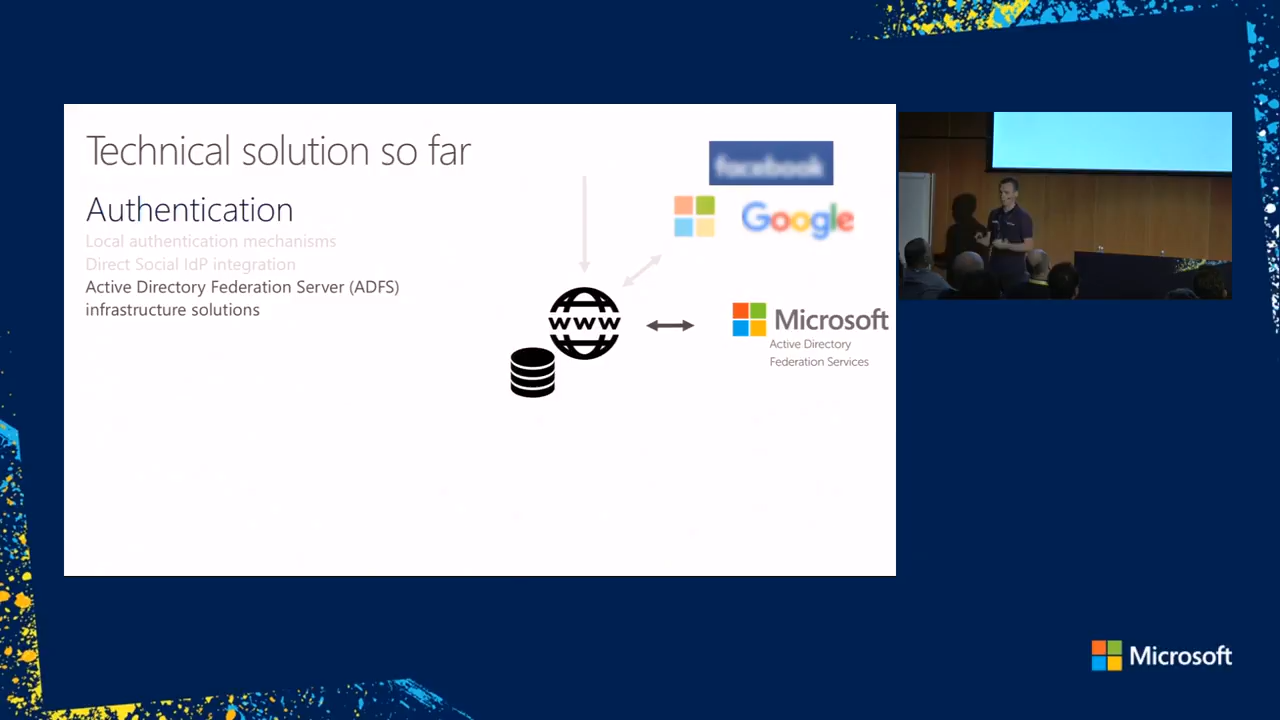 Technical solution so far
Authentication
Local authentication mechanisms
Direct Social IdP integration
Active Directory Federation Server (ADFS)
infrastructure solutions
facebook
Google
www
Microsoft
Active Directory
Federation Services
Microsoft